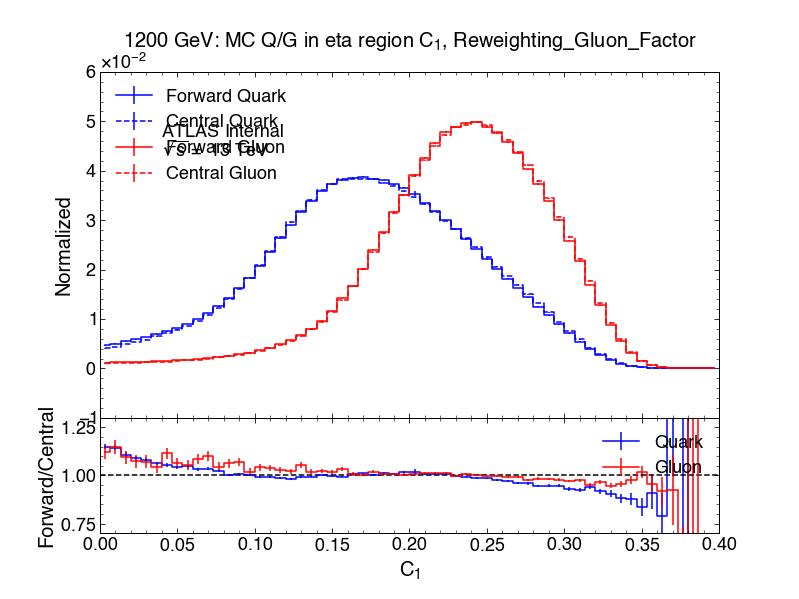 1200 GeV: MC Q/G in eta region C₁, Reweighting_Gluon_Factor
×10⁻²
Forward Quark
Central Quark
ATLAS Internal
Forward Gluon
√s = 13 TeV
Central Gluon
Normalized
6
5
4
3
2
1
0
−1
Forward/Central
1.25
1.00
0.75
Quark
Gluon
0.00 0.05 0.10 0.15 0.20 0.25 0.30 0.35 0.40
C₁